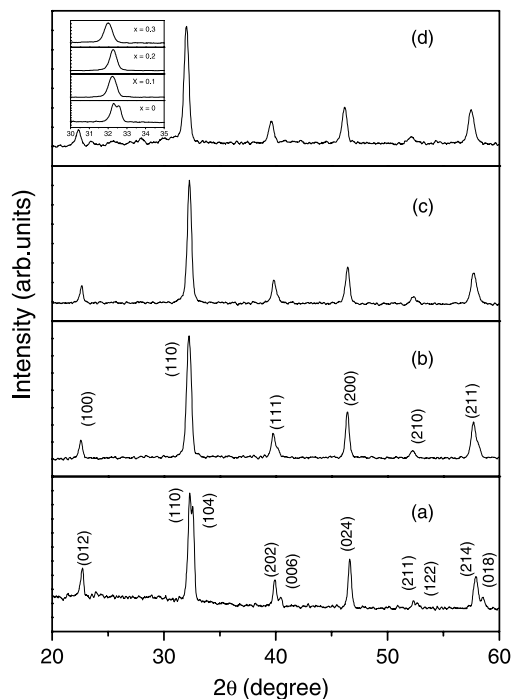 (d)
x = 0.3
x = 0.2
X = 0.1
x = 0
30 31 32 33 34 35
(c)
Intensity (arb.units)
(b)
(100)
(110)
(111)
(200)
(210)
(211)
(a)
(012)
(110)
(104)
(202)
(006)
(024)
(211)
(122)
(214)
(018)
20 30 40 50 60
2θ (degree)